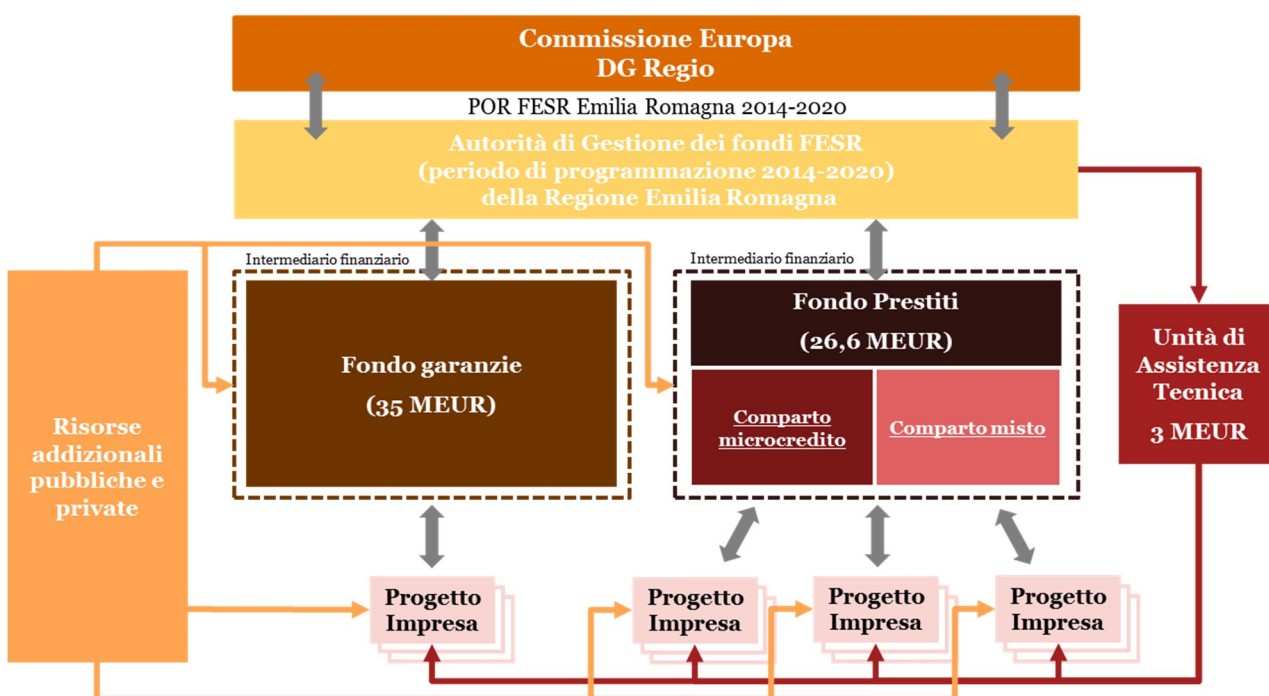 Commissione Europa
DG Regio
POR FESR Emilia Romagna 2014-2020
Autorità di Gestione dei fondi FESR
(periodo di programmazione 2014-2020)
della Regione Emilia Romagna
Intermediario finanziario
Intermediario finanziario
Fondo garanzie
(35 MEUR)
Fondo Prestiti
(26,6 MEUR)
Comparto
microcredito
Comparto misto
Unità di
Assistenza
Tecnica
3 MEUR
Risorse
addizionali
pubbliche e
private
Progetto
Impresa
Progetto
Impresa
Progetto
Impresa
Progetto
Impresa